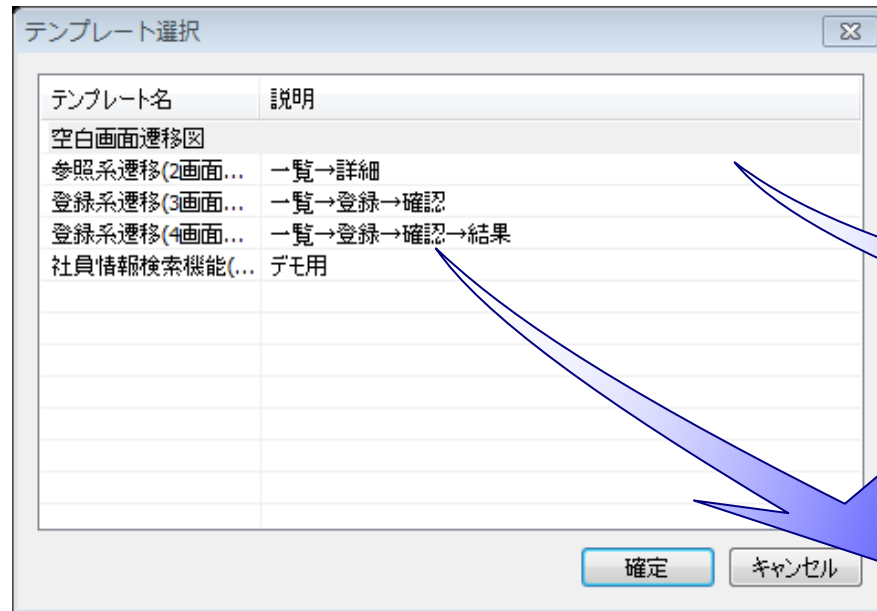 テンプレート選択
テンプレート名 説明
空白画面遷移図
参照系遷移(2画面... 一覧→詳細
登録系遷移(3画面... 一覧→登録→確認
登録系遷移(4画面... 一覧→登録→確認→結果
社員情報検索機能(... デモ用
確定 キャンセル